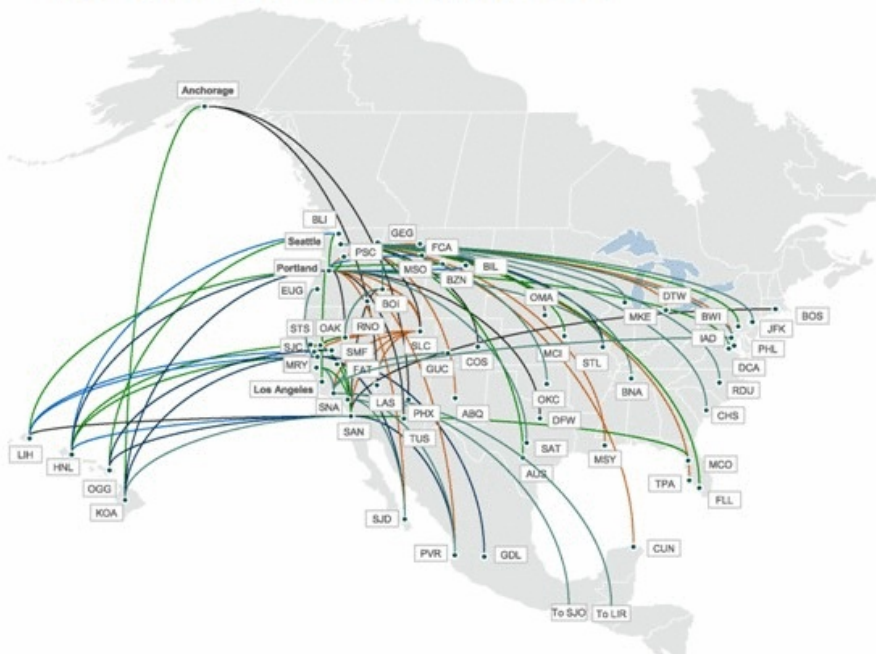 Anchorage
BLI
GEG
Seattle
FCA
PSC
Portland
MSO
BIL
BZN
EUG
BOI
OMA
DTW
MKE
BWI
BOS
STS
OAK
RNO
JFK
SJC
SMF
SLC
IAD
PHL
MRY
FAT
GUC
COS
MCI
STL
DCA
Los Angeles
BNA
RDU
SNA
LAS
PHX
ABQ
OKC
CHS
SAN
TUS
DFW
LIH
HNL
SAT
MSY
MCO
AUS
TPA
OGG
FLL
KOA
SJD
PVR
GDL
CUN
To SJO
To LIR